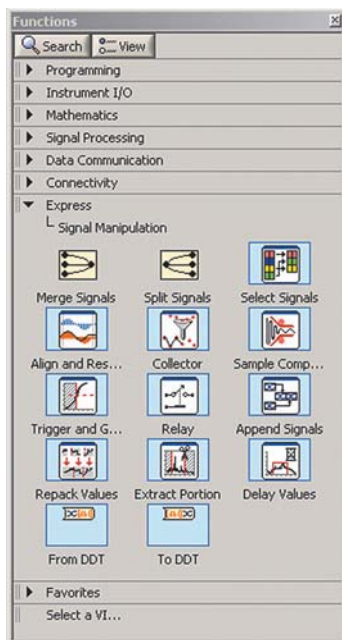 Functions
Search View
Programming
Instrument I/O
Mathematics
Signal Processing
Data Communication
Connectivity
Express
Signal Manipulation
Merge Signals Split Signals Select Signals
Align and Res... Collector Sample Comp...
Trigger and G... Relay Append Signals
Repack Values Extract Portion Delay Values
From DDT To DDT
Favorites
Select a VI...